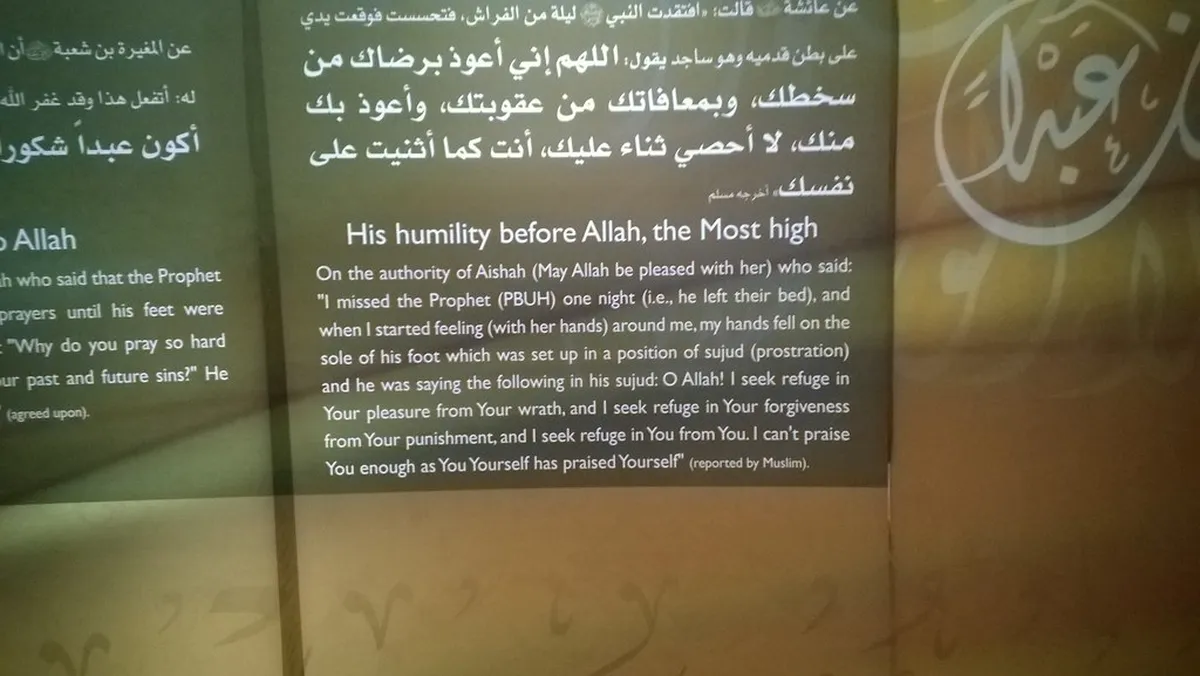 عن المغيرة بن شعبة ﷺ أن
له: أتفعل هذا وقد غفر الله
أكون عبداً شكورا
o Allah
ah who said that the Prophet
prayers until his feet were
: "Why do you pray so hard
our past and future sins?" He
" (agreed upon).
عن عائشة قالت: «افتقدت النبي ﷺ ليلة من الفراش، فتحسست فوقعت يدي
على بطن قدميه وهو ساجد يقول: اللهم إني أعوذ برضاك من
سخطك، وبمعافاتك من عقوبتك، وأعوذ بك
منك، لا أحصي ثناء عليك، أنت كما أثنيت على
نفسك» أخرجه مسلم
His humility before Allah, the Most high
On the authority of Aishah (May Allah be pleased with her) who said:
"I missed the Prophet (PBUH) one night (i.e., he left their bed), and
when I started feeling (with her hands) around me, my hands fell on the
sole of his foot which was set up in a position of sujud (prostration)
and he was saying the following in his sujud: O Allah! I seek refuge in
Your pleasure from Your wrath, and I seek refuge in Your forgiveness
from Your punishment, and I seek refuge in You from You. I can't praise
You enough as You Yourself has praised Yourself" (reported by Muslim).
عبداً